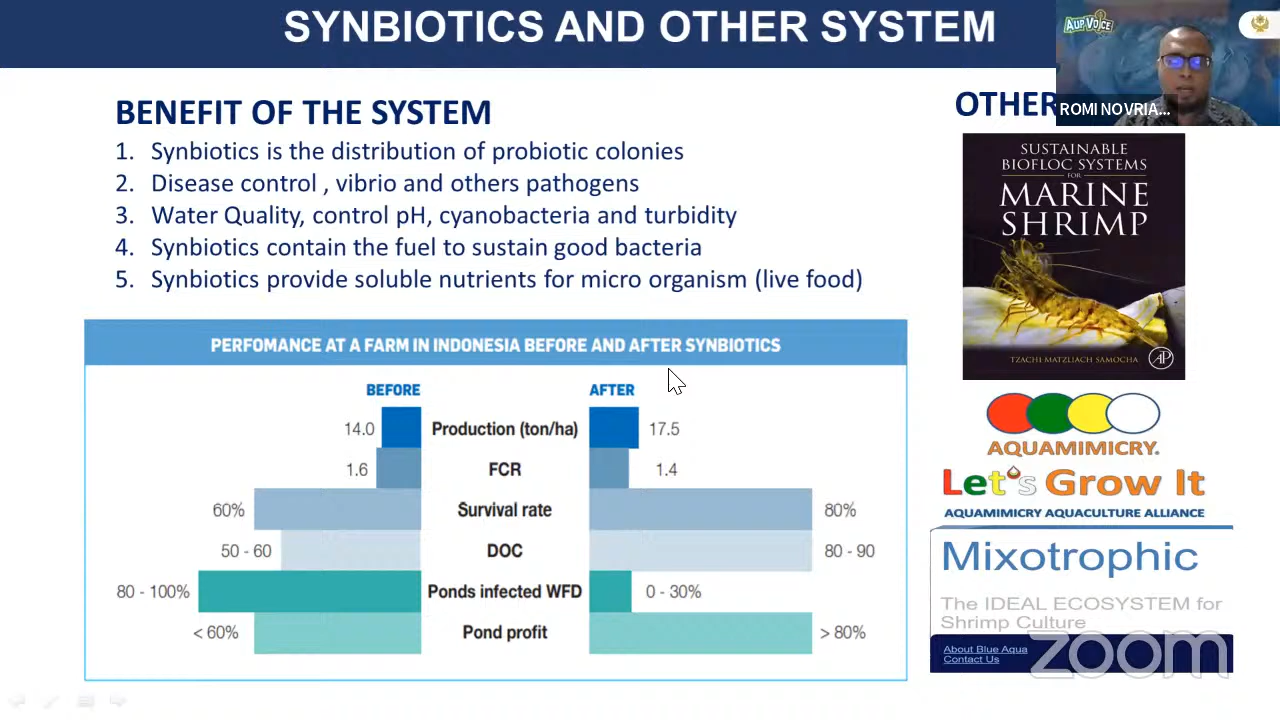 SYNBIOTICS AND OTHER SYSTEM
AUP VOICE
ROMI NOVRIA...
BENEFIT OF THE SYSTEM
1. Synbiotics is the distribution of probiotic colonies
2. Disease control , vibrio and others pathogens
3. Water Quality, control pH, cyanobacteria and turbidity
4. Synbiotics contain the fuel to sustain good bacteria
5. Synbiotics provide soluble nutrients for micro organism (live food)
PERFOMANCE AT A FARM IN INDONESIA BEFORE AND AFTER SYNBIOTICS
BEFORE AFTER
14.0 Production (ton/ha) 17.5
1.6 FCR 1.4
60% Survival rate 80%
50 - 60 DOC 80 - 90
80 - 100% Ponds infected WFD 0 - 30%
< 60% Pond profit > 80%
OTHER
SUSTAINABLE
BIOFLOC SYSTEMS
FOR
MARINE
SHRIMP
TZACHI MATZLIACH SAMOCHA
AP
AQUAMIMICRY.
Let's Grow It
AQUAMIMICRY AQUACULTURE ALLIANCE
Mixotrophic
The IDEAL ECOSYSTEM for
Shrimp Culture
About Blue Aqua
Contact Us
zoom